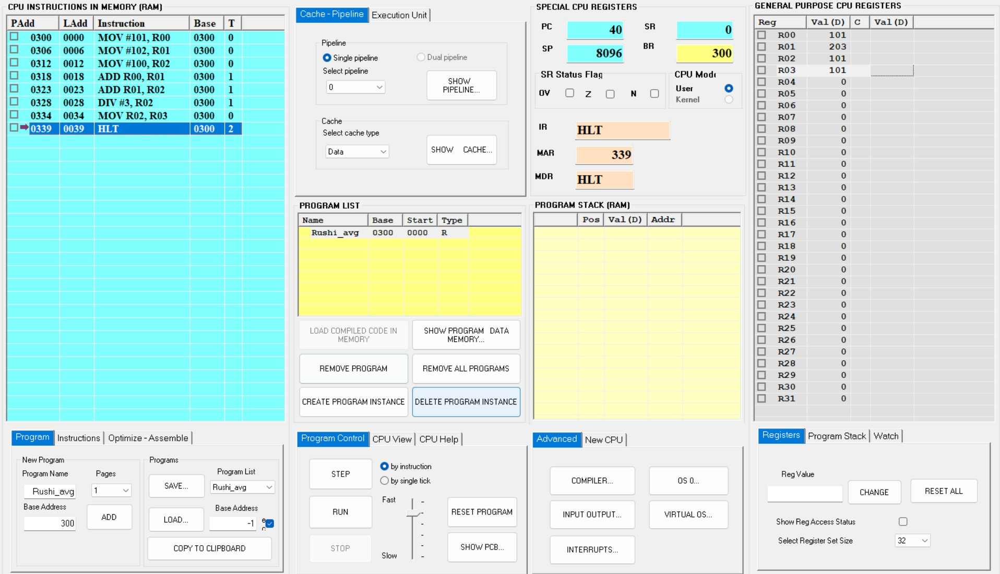 CPU INSTRUCTIONS IN MEMORY (RAM)
PAdd LAdd Instruction Base T
0300 0000 MOV #101, R00 0300 0
0306 0006 MOV #102, R01 0300 0
0312 0012 MOV #100, R02 0300 0
0318 0018 ADD R00, R01 0300 1
0323 0023 ADD R01, R02 0300 1
0328 0028 DIV #3, R02 0300 1
0334 0034 MOV R02, R03 0300 0
0339 0039 HLT 0300 2
Program Instructions Optimize - Assemble
New Program
Program Name Pages
Rushi_avg 1
Base Address
300 ADD
Programs
Program List
SAVE... Rushi_avg
Base Address
LOAD... -1
COPY TO CLIPBOARD
Cache - Pipeline Execution Unit
Pipeline
Single pipeline Dual pipeline
Select pipeline
0
SHOW
PIPELINE...
Cache
Select cache type
Data SHOW CACHE...
PROGRAM LIST
Name Base Start Type
Rushi_avg 0300 0000 R
LOAD COMPILED CODE IN
MEMORY
SHOW PROGRAM DATA
MEMORY...
REMOVE PROGRAM REMOVE ALL PROGRAMS
CREATE PROGRAM INSTANCE DELETE PROGRAM INSTANCE
Program Control CPU View CPU Help
STEP
by instruction
by single tick
RUN
STOP
Fast
Slow
RESET PROGRAM
SHOW PCB...
SPECIAL CPU REGISTERS
PC 40 SR 0
SP 8096 BR 300
SR Status Flag
OV Z N
CPU Mode
User
Kernel
IR HLT
MAR 339
MDR HLT
PROGRAM STACK (RAM)
Pos Val(D) Addr
Advanced New CPU
COMPILER... OS 0...
INPUT OUTPUT... VIRTUAL OS...
INTERRUPTS...
GENERAL PURPOSE CPU REGISTERS
Reg Val(D) C Val(D)
R00 101
R01 203
R02 101
R03 101
R04 0
R05 0
R06 0
R07 0
R08 0
R09 0
R10 0
R11 0
R12 0
R13 0
R14 0
R15 0
R16 0
R17 0
R18 0
R19 0
R20 0
R21 0
R22 0
R23 0
R24 0
R25 0
R26 0
R27 0
R28 0
R29 0
R30 0
R31 0
Registers Program Stack Watch
Reg Value
CHANGE RESET ALL
Show Reg Access Status
Select Register Set Size 32